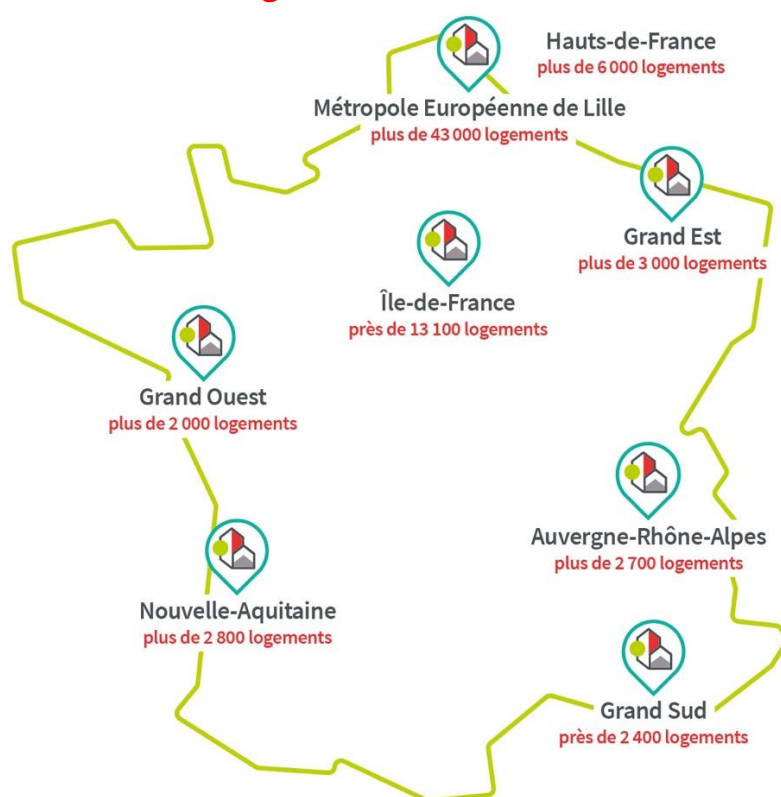 Hauts-de-France
plus de 6 000 logements
Métropole Européenne de Lille
plus de 43 000 logements
Grand Est
plus de 3 000 logements
Île-de-France
près de 13 100 logements
Grand Ouest
plus de 2 000 logements
Auvergne-Rhône-Alpes
plus de 2 700 logements
Nouvelle-Aquitaine
plus de 2 800 logements
Grand Sud
près de 2 400 logements